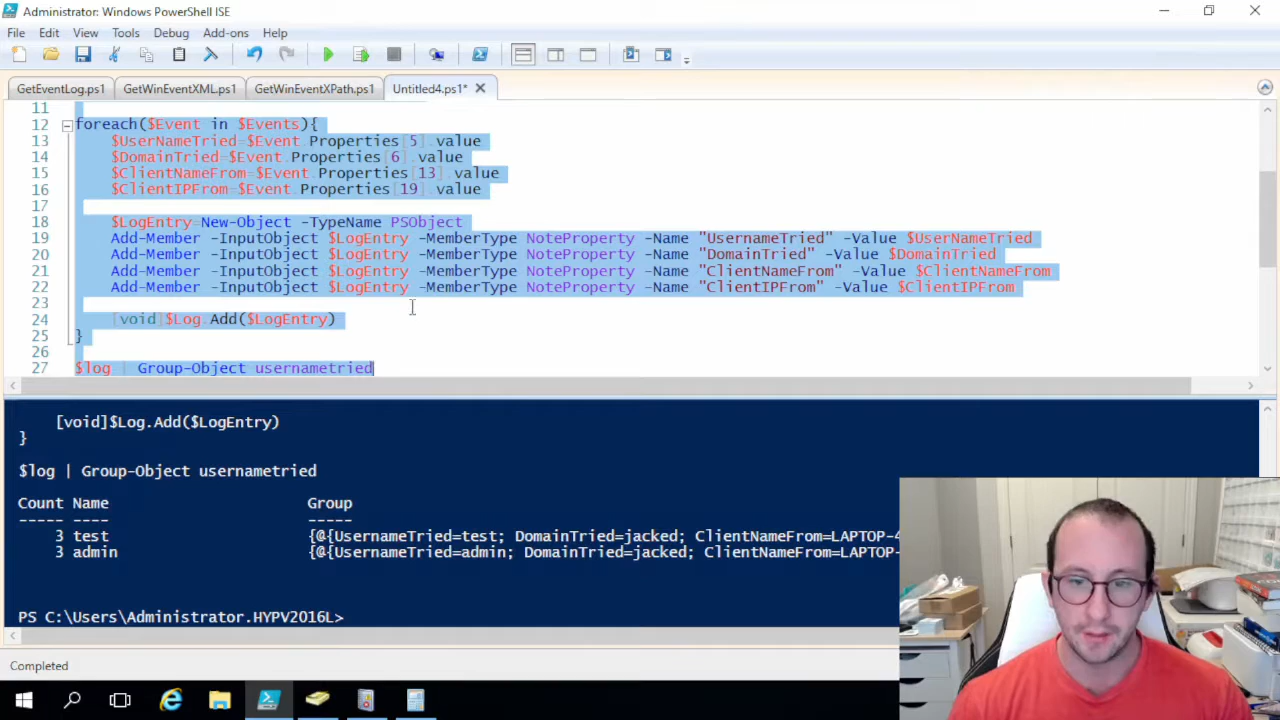 Administrator: Windows PowerShell ISE
File Edit View Tools Debug Add-ons Help
GetEventLog.ps1 GetWinEventXML.ps1 GetWinEventXPath.ps1 Untitled4.ps1*
11
12 foreach($Event in $Events){
13 $UserNameTried=$Event.Properties[5].value
14 $DomainTried=$Event.Properties[6].value
15 $ClientNameFrom=$Event.Properties[13].value
16 $ClientIPFrom=$Event.Properties[19].value
17
18 $LogEntry=New-Object -TypeName PSObject
19 Add-Member -InputObject $LogEntry -MemberType NoteProperty -Name "UsernameTried" -Value $UserNameTried
20 Add-Member -InputObject $LogEntry -MemberType NoteProperty -Name "DomainTried" -Value $DomainTried
21 Add-Member -InputObject $LogEntry -MemberType NoteProperty -Name "ClientNameFrom" -Value $ClientNameFrom
22 Add-Member -InputObject $LogEntry -MemberType NoteProperty -Name "ClientIPFrom" -Value $ClientIPFrom
23
24 [void]$Log.Add($LogEntry)
25 }
26
27 $log | Group-Object usernametried
[void]$Log.Add($LogEntry)
}
$log | Group-Object usernametried
Count Name Group
----- ---- -----
3 test {@{UsernameTried=test; DomainTried=jacked; ClientNameFrom=LAPTOP-4
3 admin {@{UsernameTried=admin; DomainTried=jacked; ClientNameFrom=LAPTOP-
PS C:\Users\Administrator.HYPV2016L>
Completed